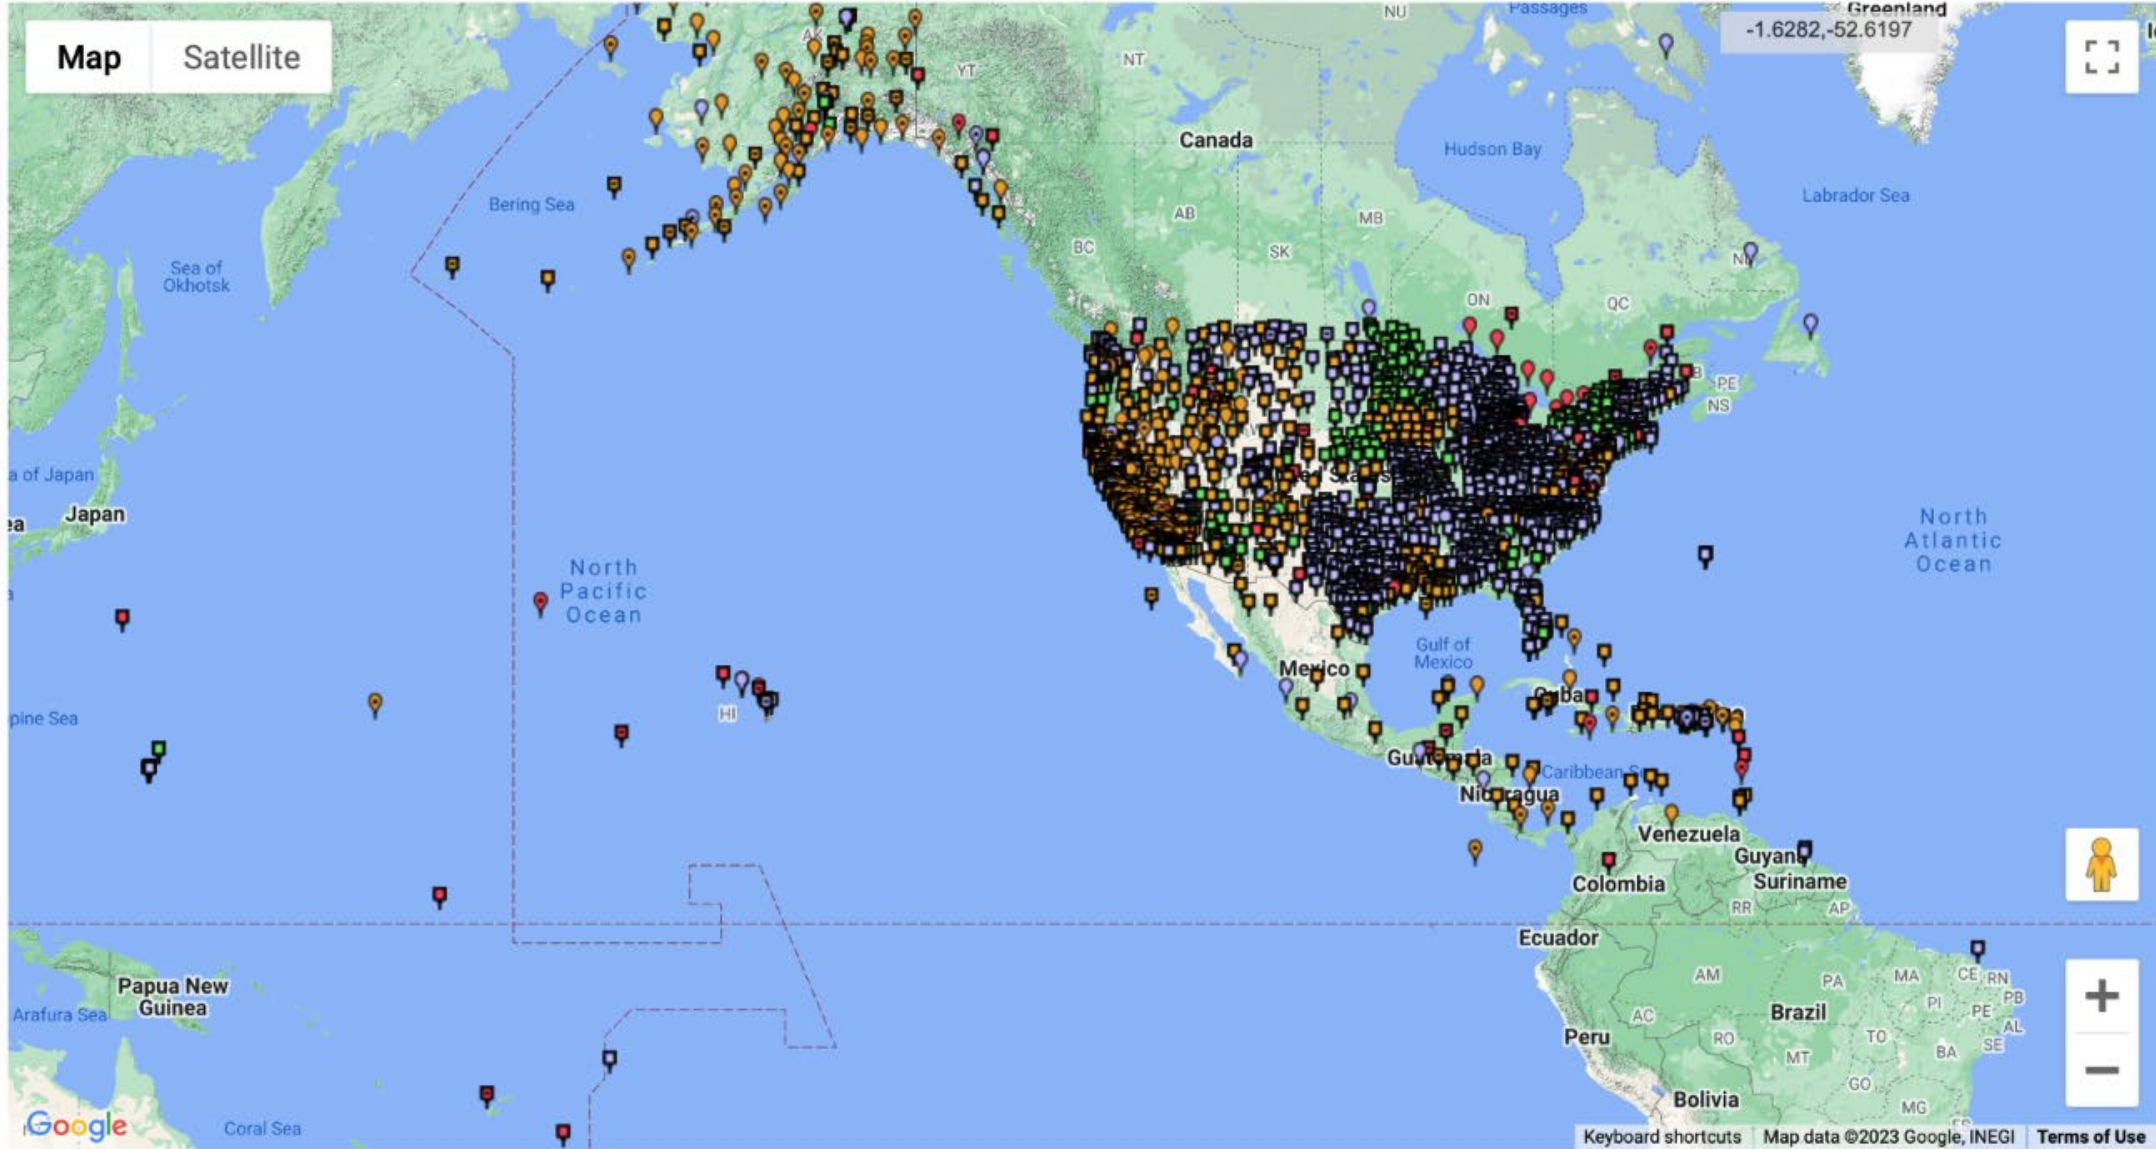 NU
Passages
Greenland
-1.6282,-52.6197
Map
Satellite
AK
YT
NT
Canada
Hudson Bay
Labrador Sea
Bering Sea
AB
MB
BC
SK
Sea of
Okhotsk
ON
QC
PE
NS
Japan
North
Pacific
Ocean
North
Atlantic
Ocean
Gulf of
Mexico
Mexico
Cuba
HI
Guatemala
Caribbean
Nicaragua
Venezuela
Guyana
Colombia
Suriname
RR
AP
Ecuador
Papua New
Guinea
Arafura Sea
AM
PA
MA
CE
RN
PB
PI
PE
AC
Brazil
AL
Peru
RO
TO
SE
MT
BA
GO
Bolivia
MG
Google
Coral Sea
Keyboard shortcuts
Map data ©2023 Google, INEGI
Terms of Use